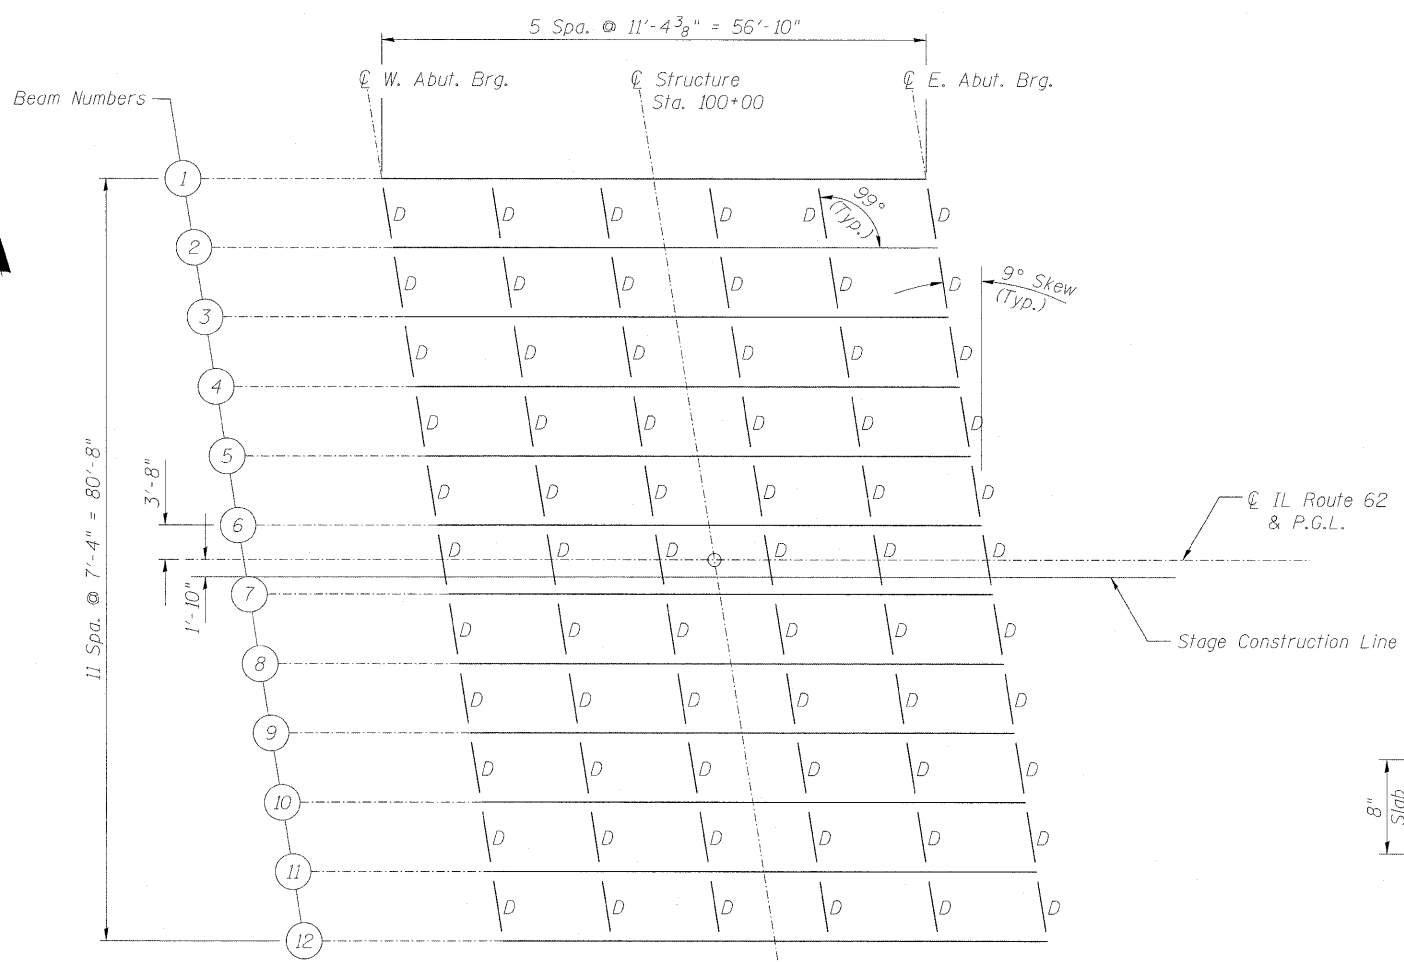 5 Spa. @ 11'-4 3/8" = 56'-10"
℄ W. Abut. Brg.
℄ Structure
Sta. 100+00
℄ E. Abut. Brg.
Beam Numbers
1
D D D D D D
99°
(Typ.)
2
D D D D D D
9° Skew
(Typ.)
3
D D D D D D
4
D D D D D D
5
D D D D D D
3'-8"
6
D D D D D D
℄ IL Route 62
& P.G.L.
1'-10"
7
D D D D D D
Stage Construction Line
8
D D D D D D
9
D D D D D D
10
D D D D D D
11
D D D D D D
12
11 Spa. @ 7'-4" = 80'-8"
8"
Slab